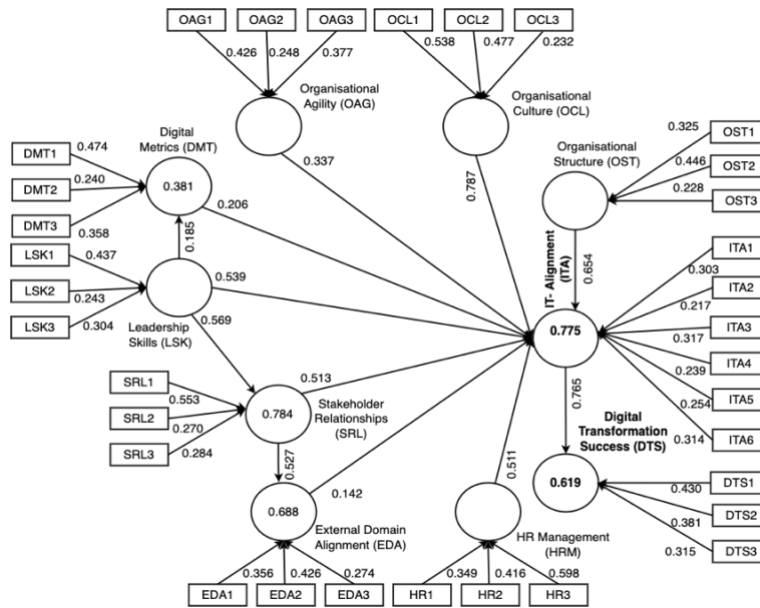 OAG1
OAG2
OAG3
0.426
0.248
0.377
Organisational
Agility (OAG)
0.337
OCL1
OCL2
OCL3
0.538
0.477
0.232
Organisational
Culture (OCL)
0.787
OST1
OST2
OST3
0.325
0.446
0.228
Organisational
Structure (OST)
0.654
Digital
Metrics (DMT)
DMT1
DMT2
DMT3
0.474
0.240
0.358
0.381
0.206
0.185
LSK1
LSK2
LSK3
0.437
0.243
0.304
Leadership
Skills (LSK)
0.539
0.569
IT- Alignment
(ITA)
0.775
ITA1
ITA2
ITA3
ITA4
ITA5
ITA6
0.303
0.217
0.317
0.239
0.254
0.314
0.765
SRL1
SRL2
SRL3
0.553
0.270
0.284
0.784
Stakeholder
Relationships
(SRL)
0.513
0.527
0.688
External Domain
Alignment (EDA)
0.142
0.356
0.426
0.274
EDA1
EDA2
EDA3
0.511
HR Management
(HRM)
0.349
0.416
0.598
HR1
HR2
HR3
Digital
Transformation
Success (DTS)
0.619
DTS1
DTS2
DTS3
0.430
0.381
0.315